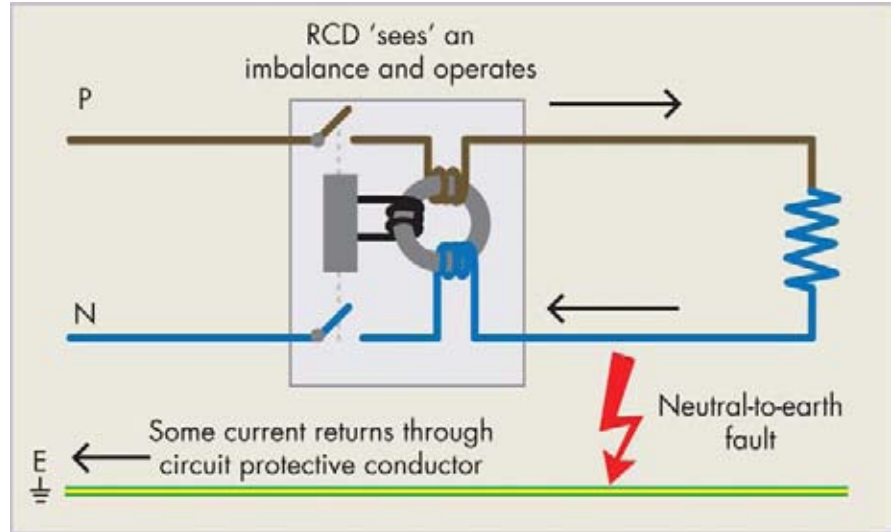 RCD 'sees' an
imbalance and operates
P
N
Neutral-to-earth
fault
Some current returns through
circuit protective conductor
E